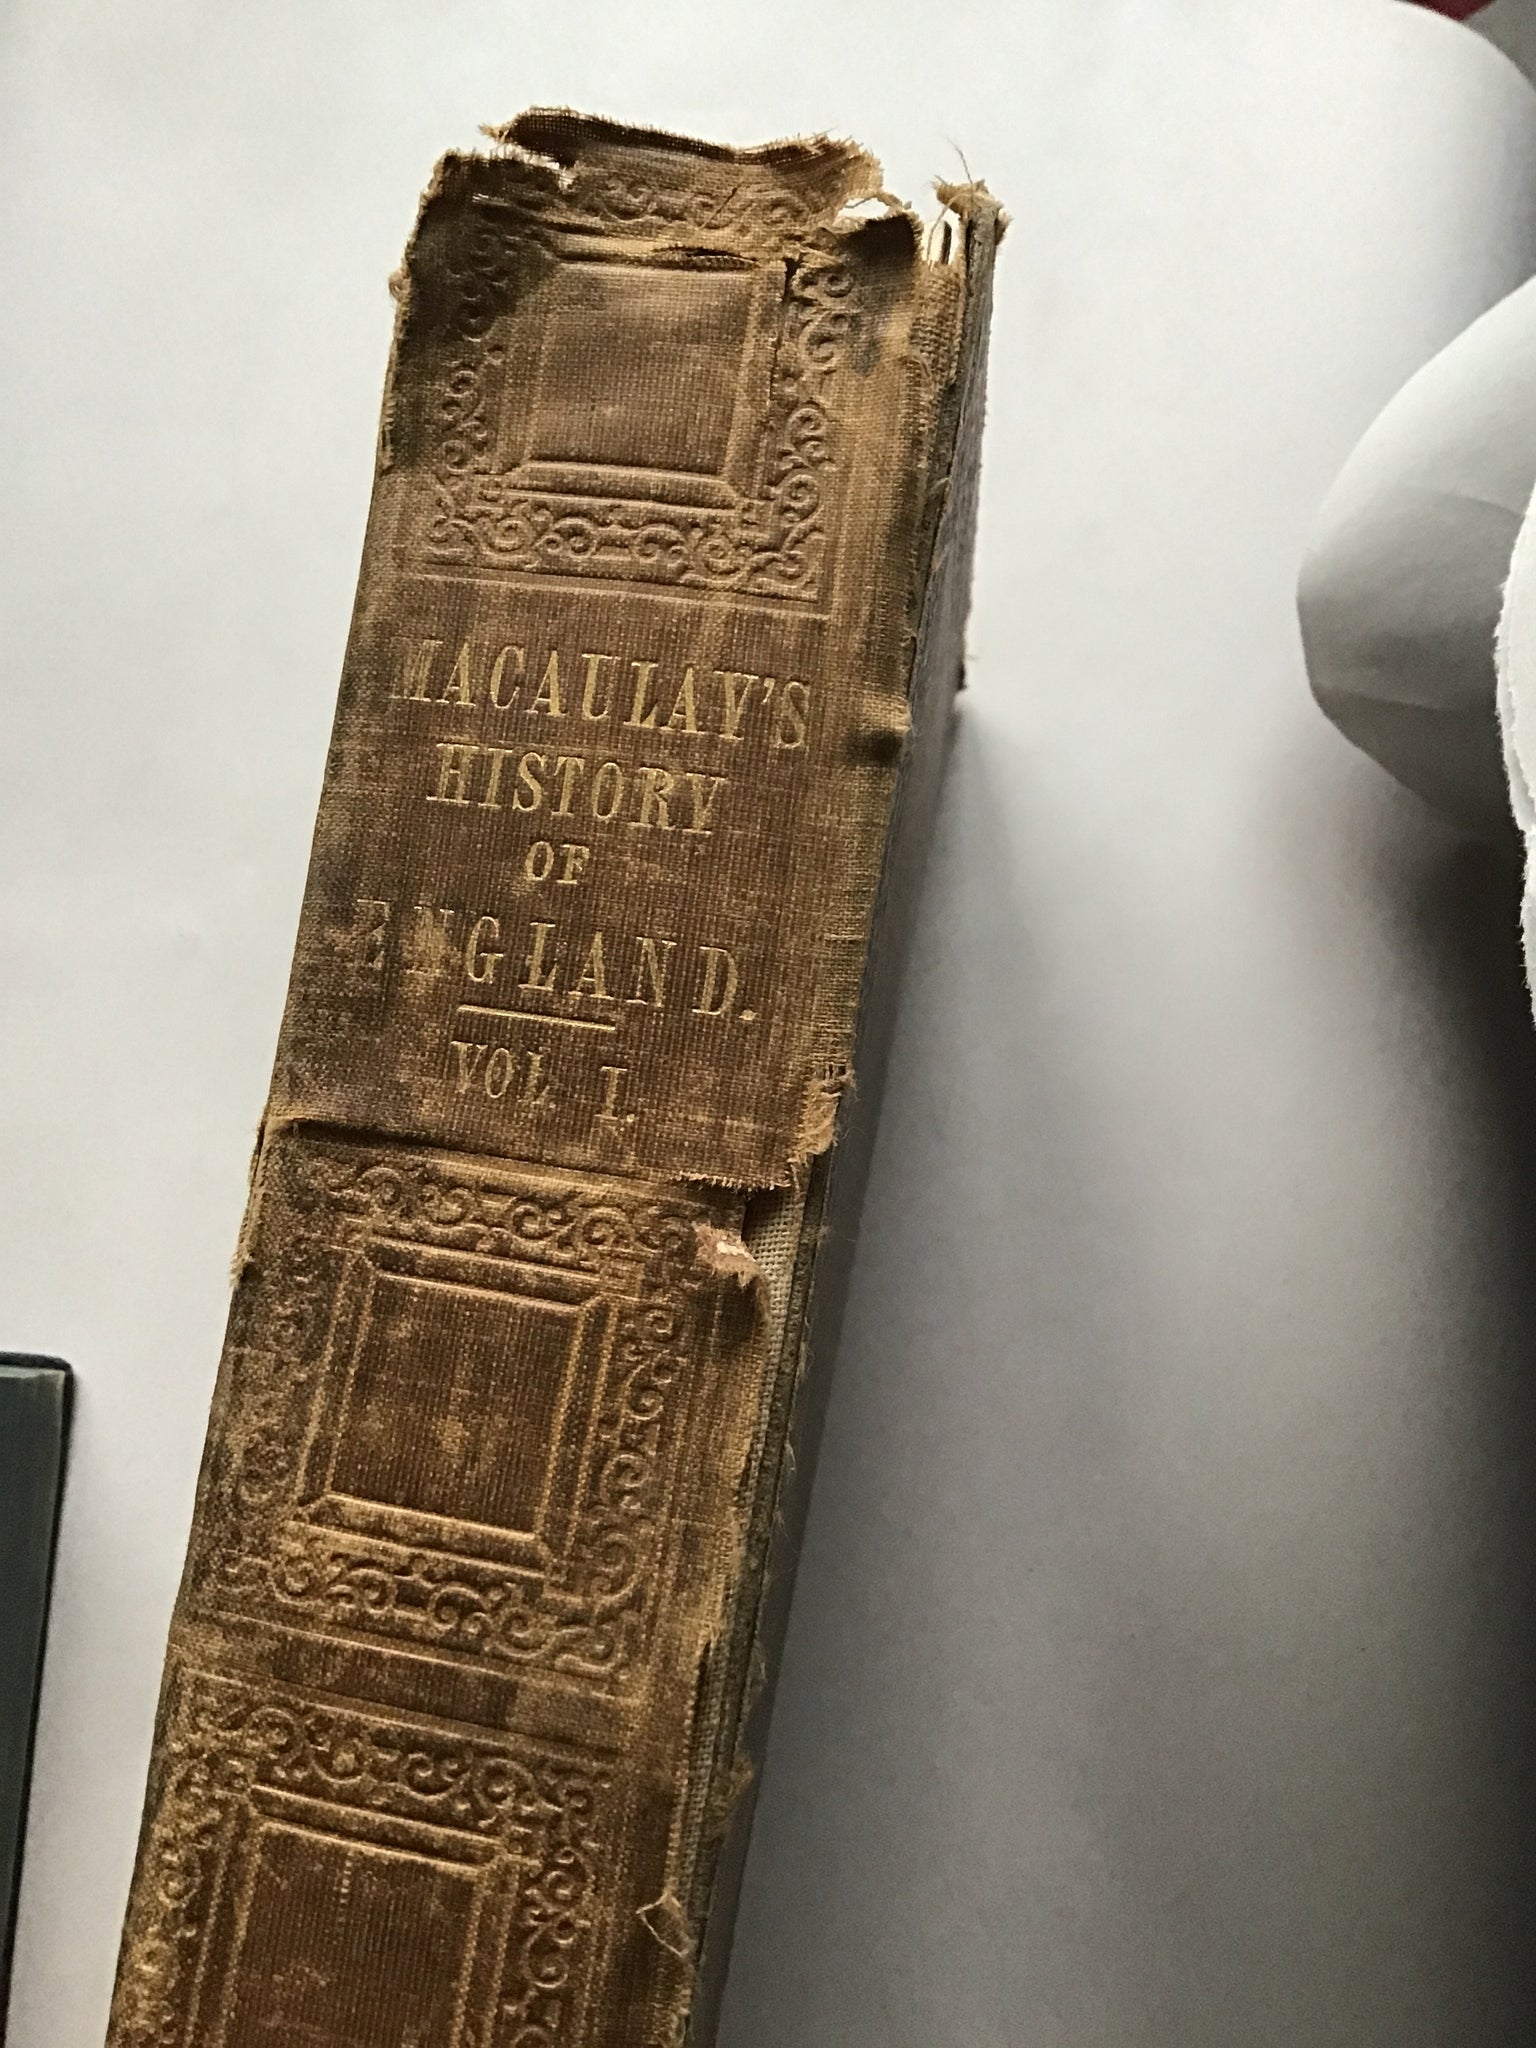 MACAULAY'S
HISTORY
OF
ENGLAND.
VOL I.